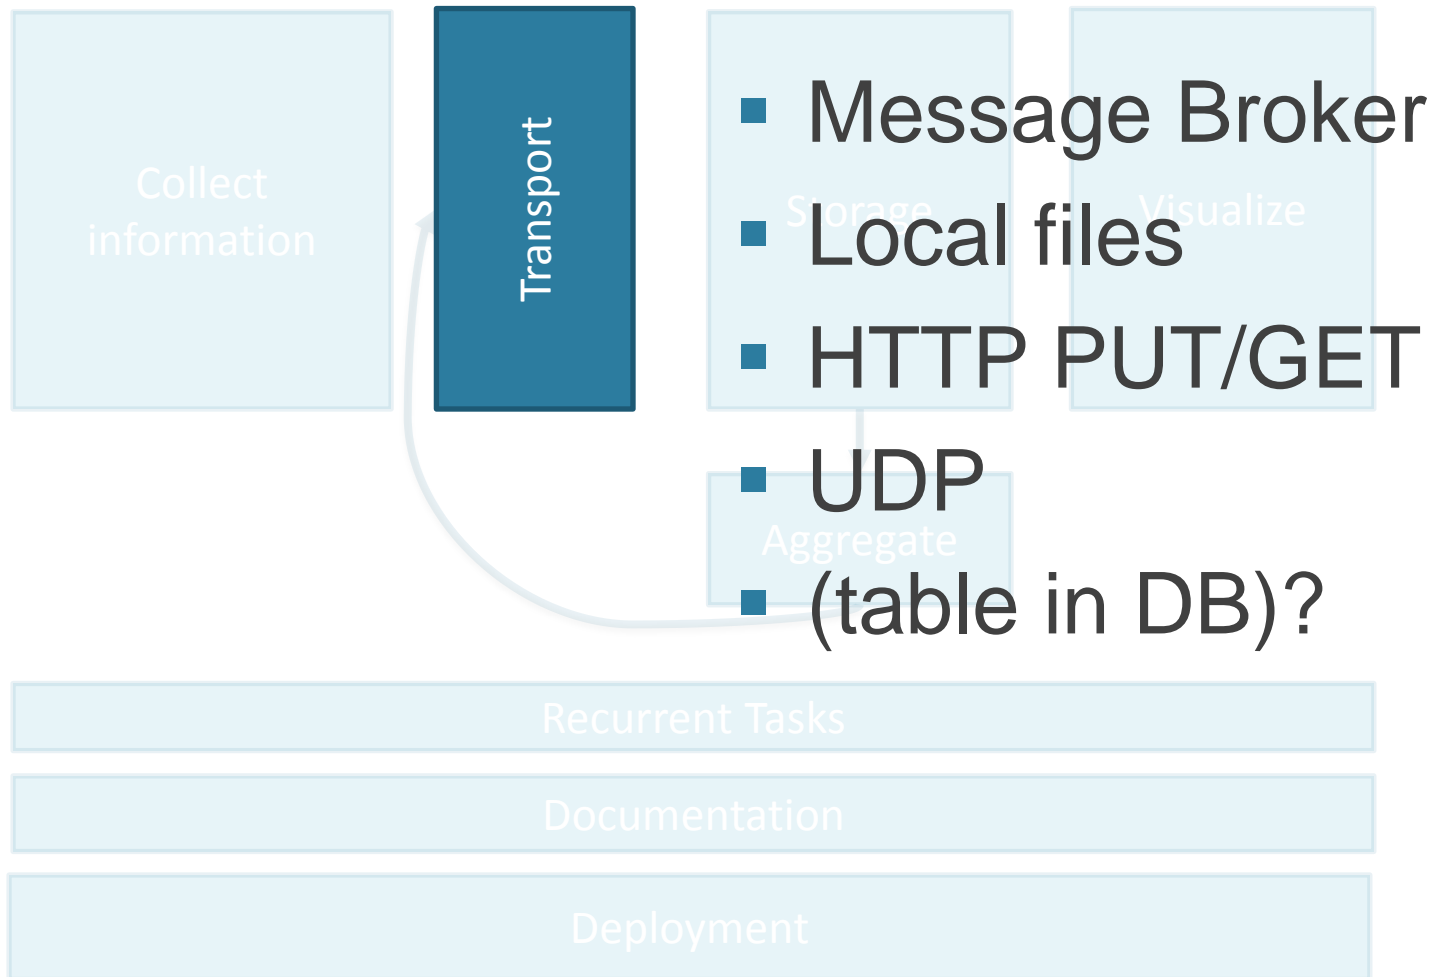 Collect
information
Transport
Storage
Visualize
Message Broker
Local files
HTTP PUT/GET
UDP
(table in DB)?
Aggregate
Recurrent Tasks
Documentation
Deployment